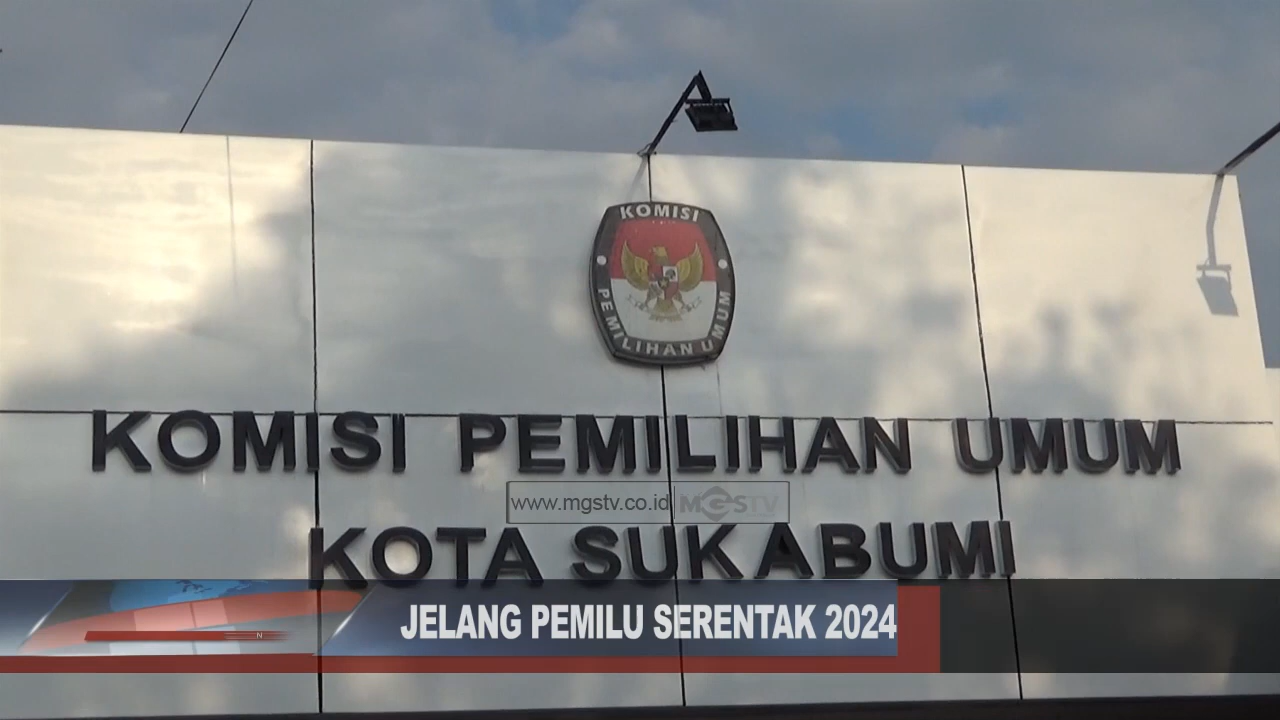 KOMISI
PEMILIHAN UMUM
KOMISI PEMILIHAN UMUM
www.mgstv.co.id MGSTV
KOTA SUKABUMI
JELANG PEMILU SERENTAK 2024
N